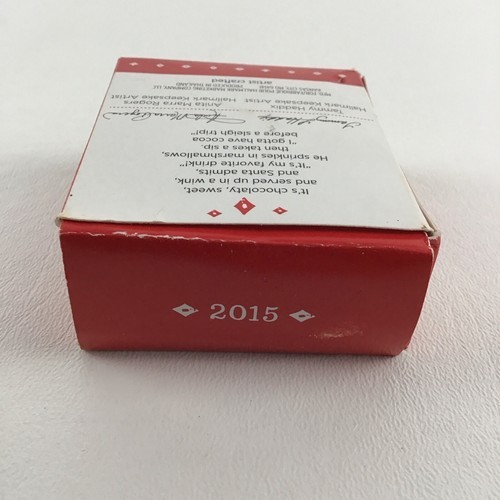 It's chocolaty, sweet,
and served up in a wink,
and Santa admits,
"It's my favorite drink!"
He sprinkles in marshmallows,
then takes a sip.
"I gotta have cocoa
before a sleigh trip!"
Tammy Haddix
Hallmark Keepsake Artist
Anita Marra Rogers
Hallmark Keepsake Artist
artist crafted
2015